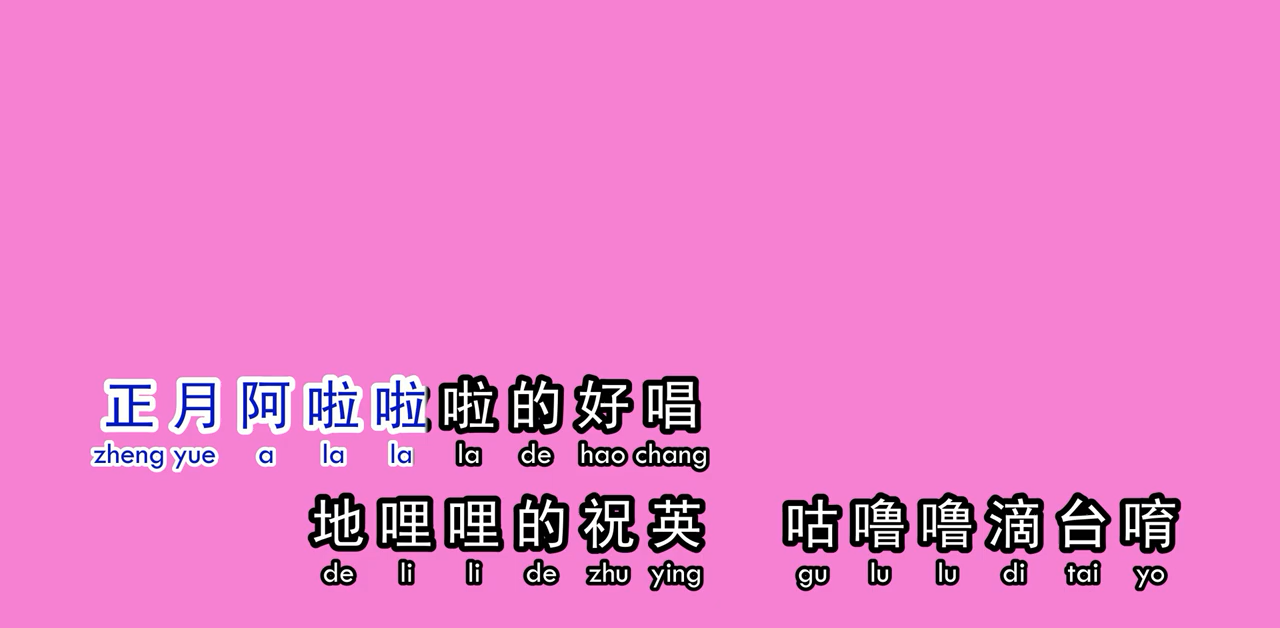 正月阿啦啦啦的好唱
zheng yue a la la la de hao chang
地哩哩的祝英 咕噜噜滴台唷
de li li de zhu ying gu lu lu di tai yo